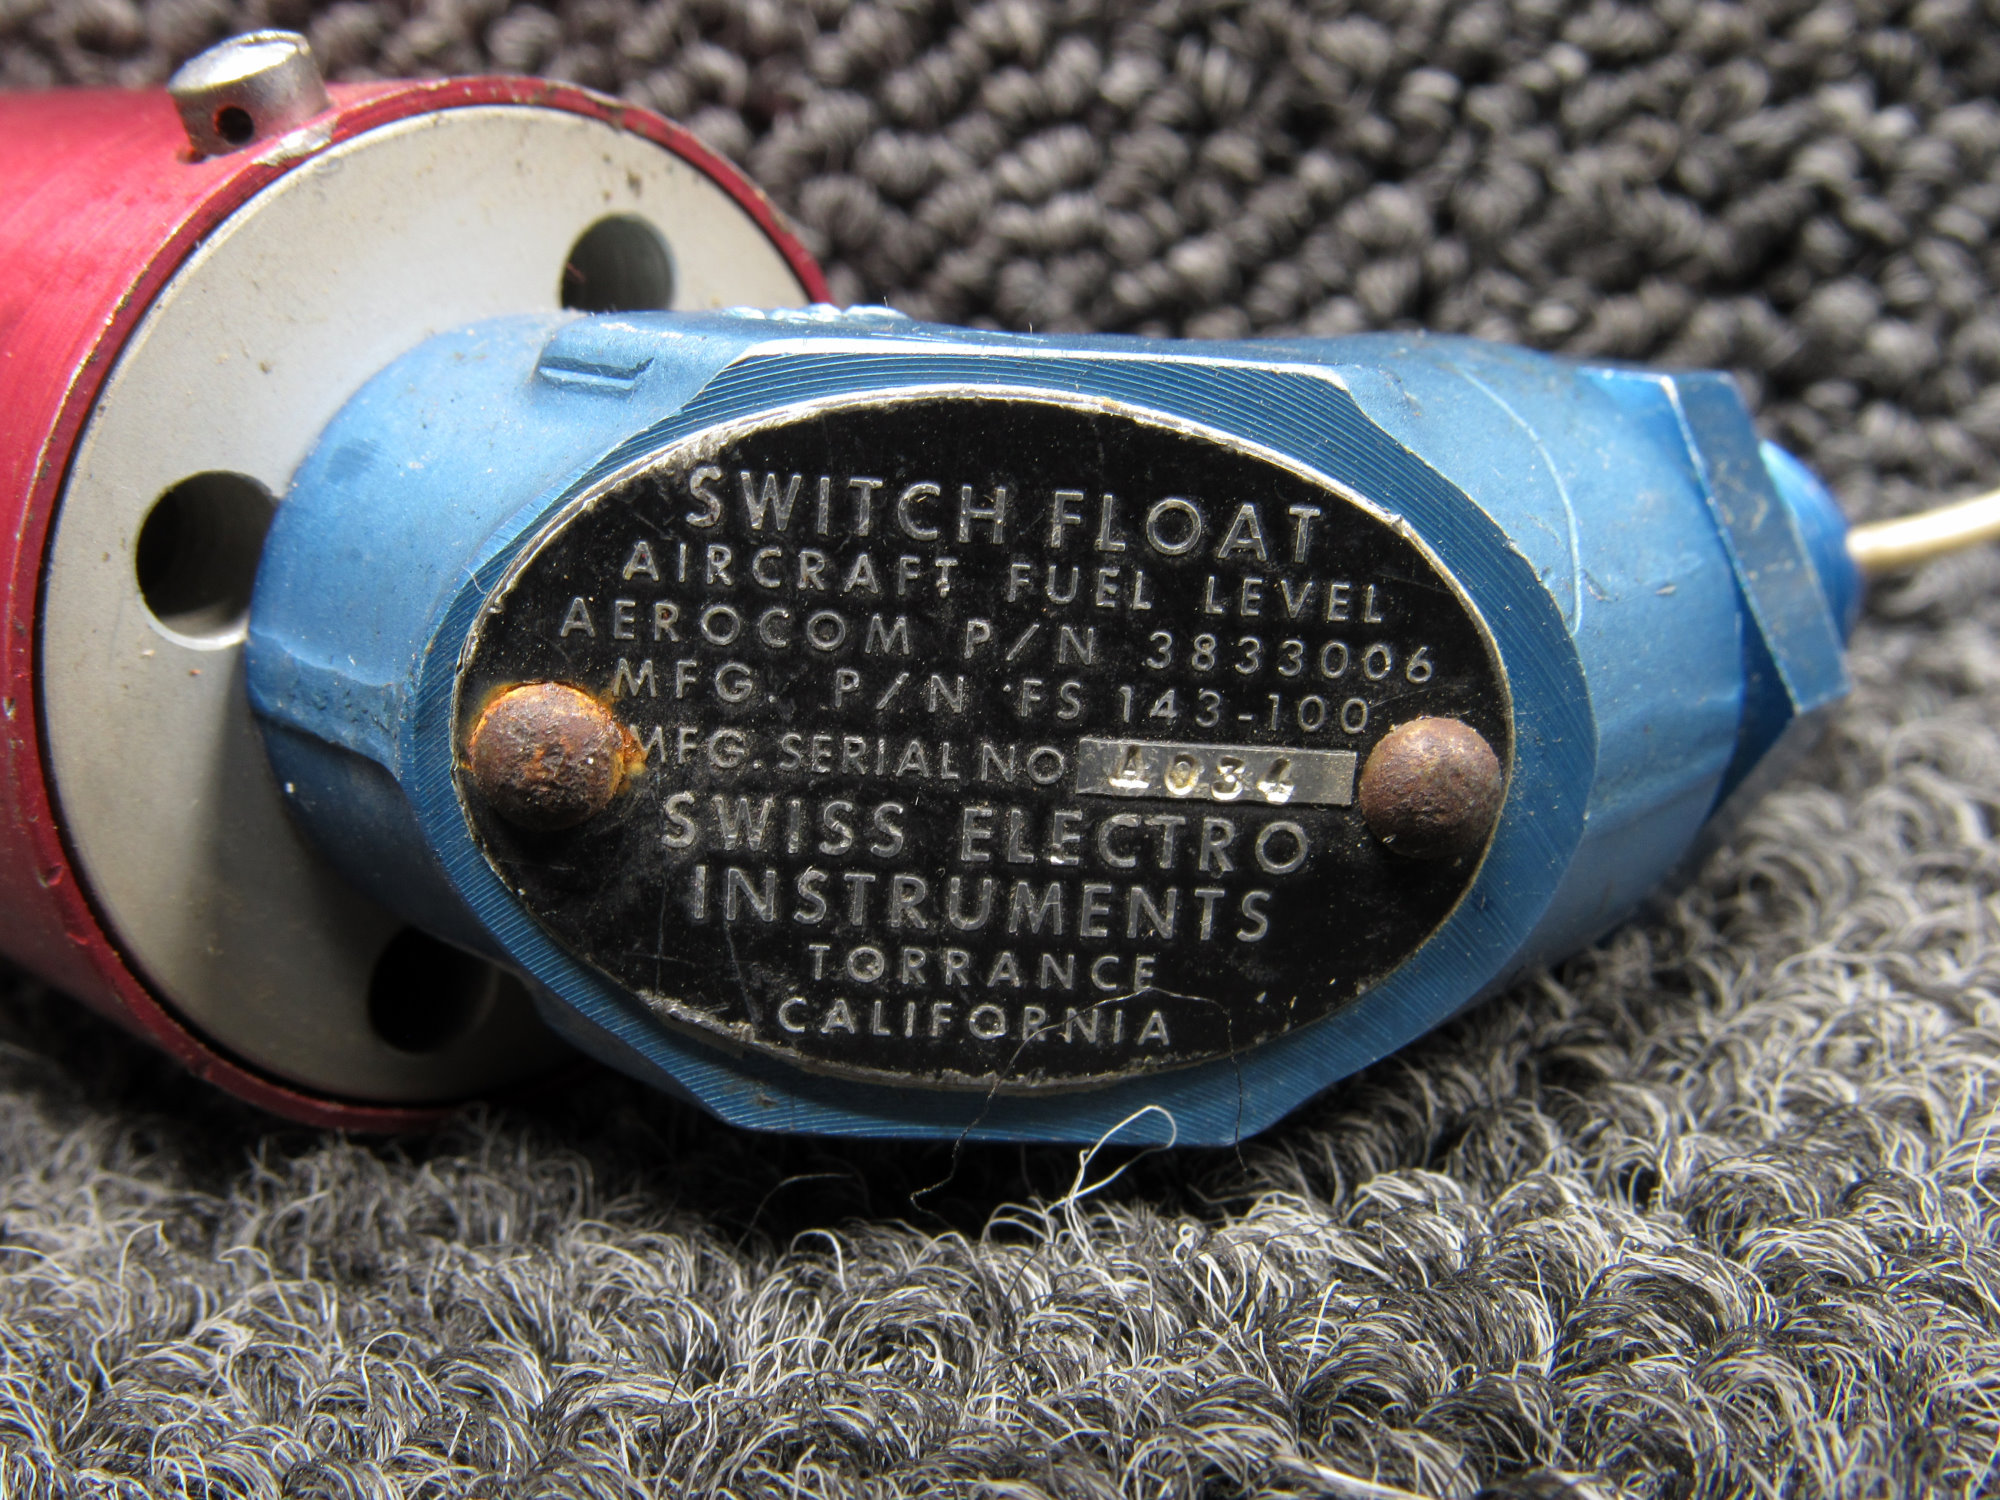 SWITCH FLOAT
AIRCRAFT FUEL LEVEL
AEROCOM P/N 3833006
MFG. P/N FS 143-100
MFG. SERIAL NO A034
SWISS ELECTRO
INSTRUMENTS
TORRANCE
CALIFORNIA